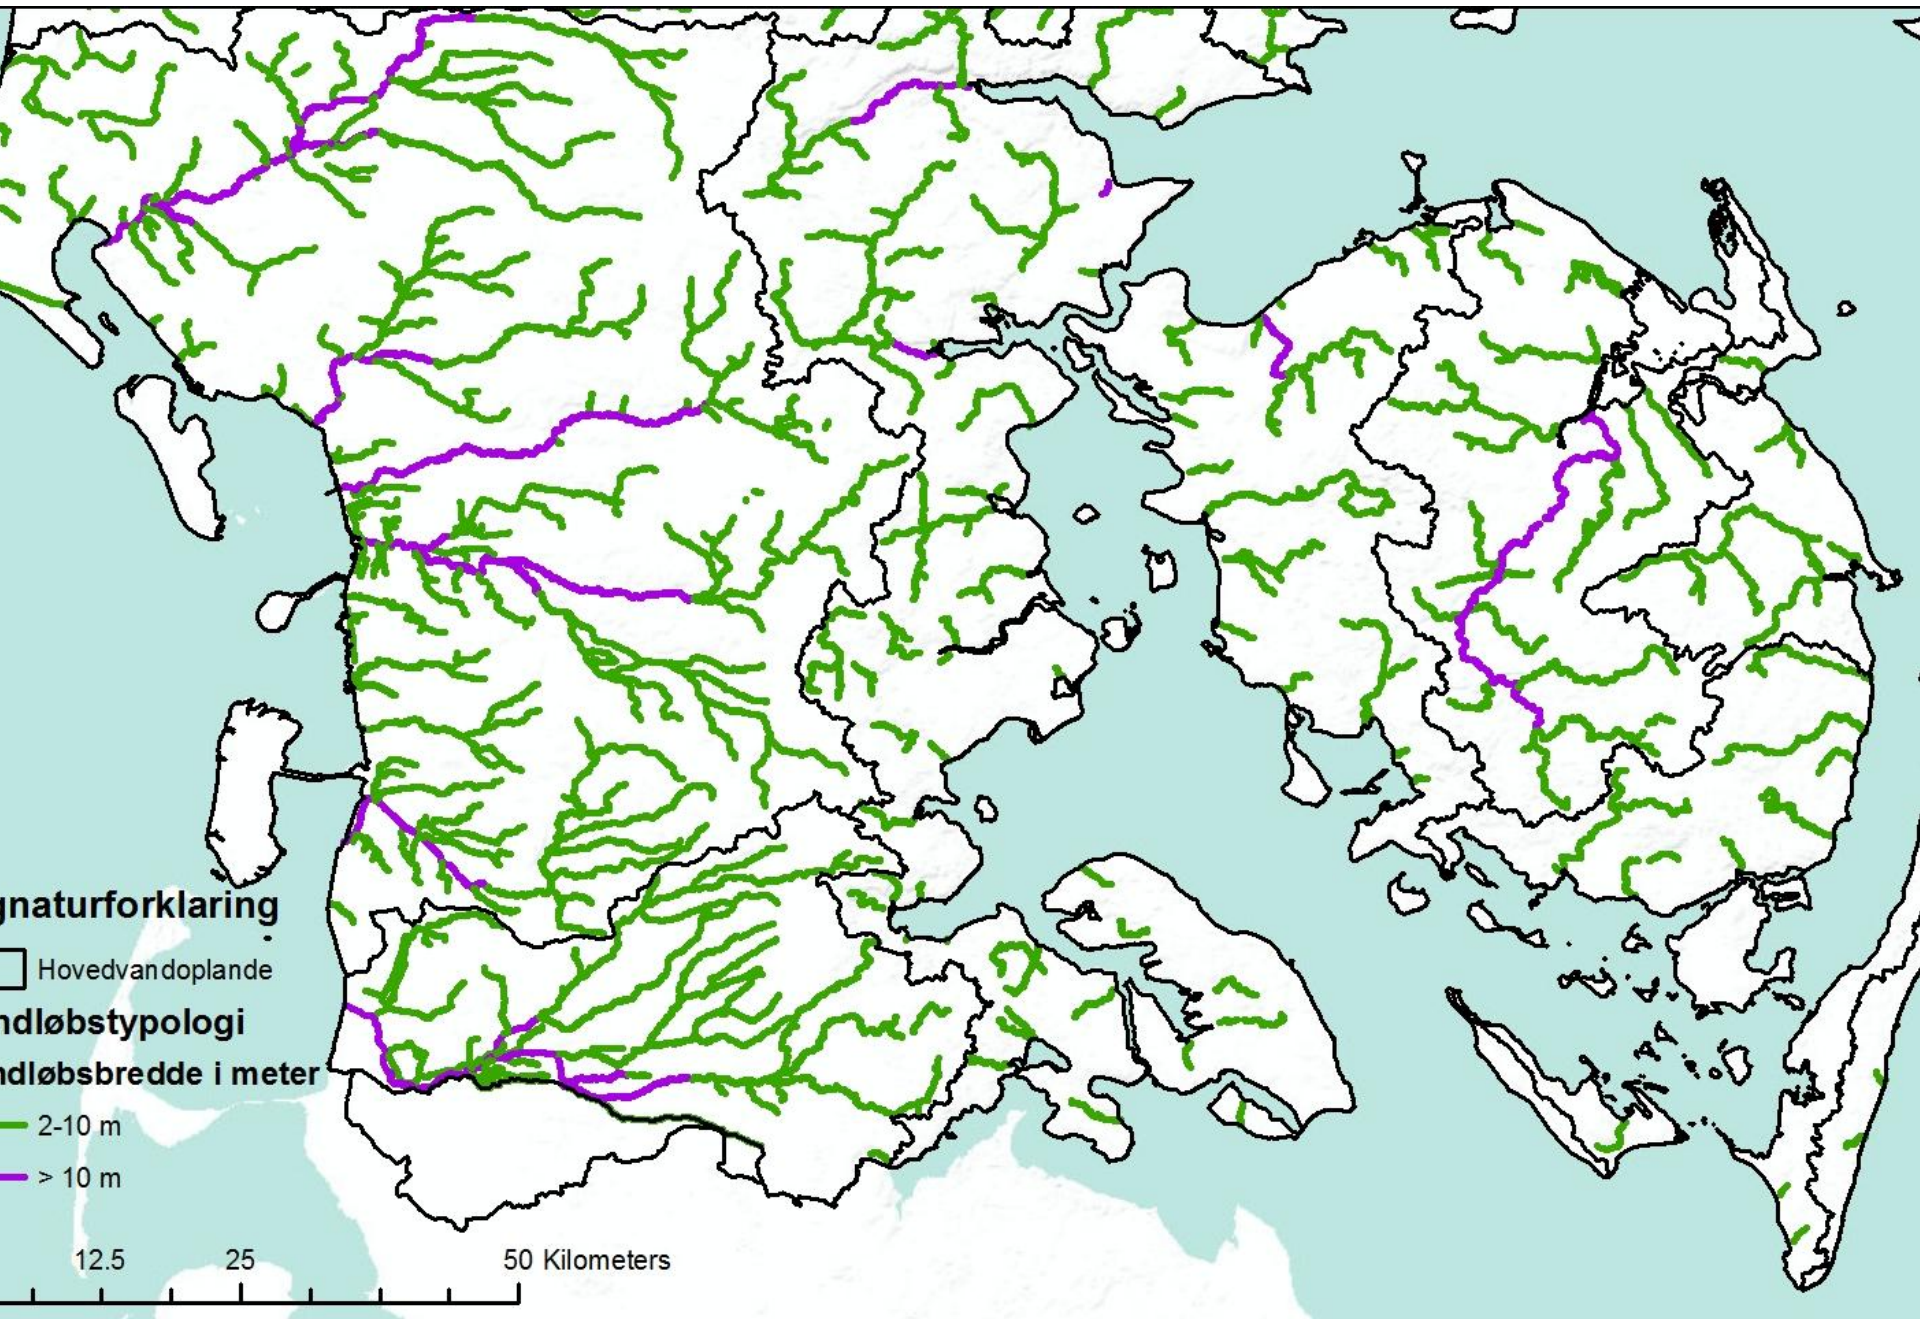 gnaturforklaring
Hovedvandoplande
ndløbstypologi
ndløbsbredde i meter
2-10 m
> 10 m
12.5 25 50 Kilometers